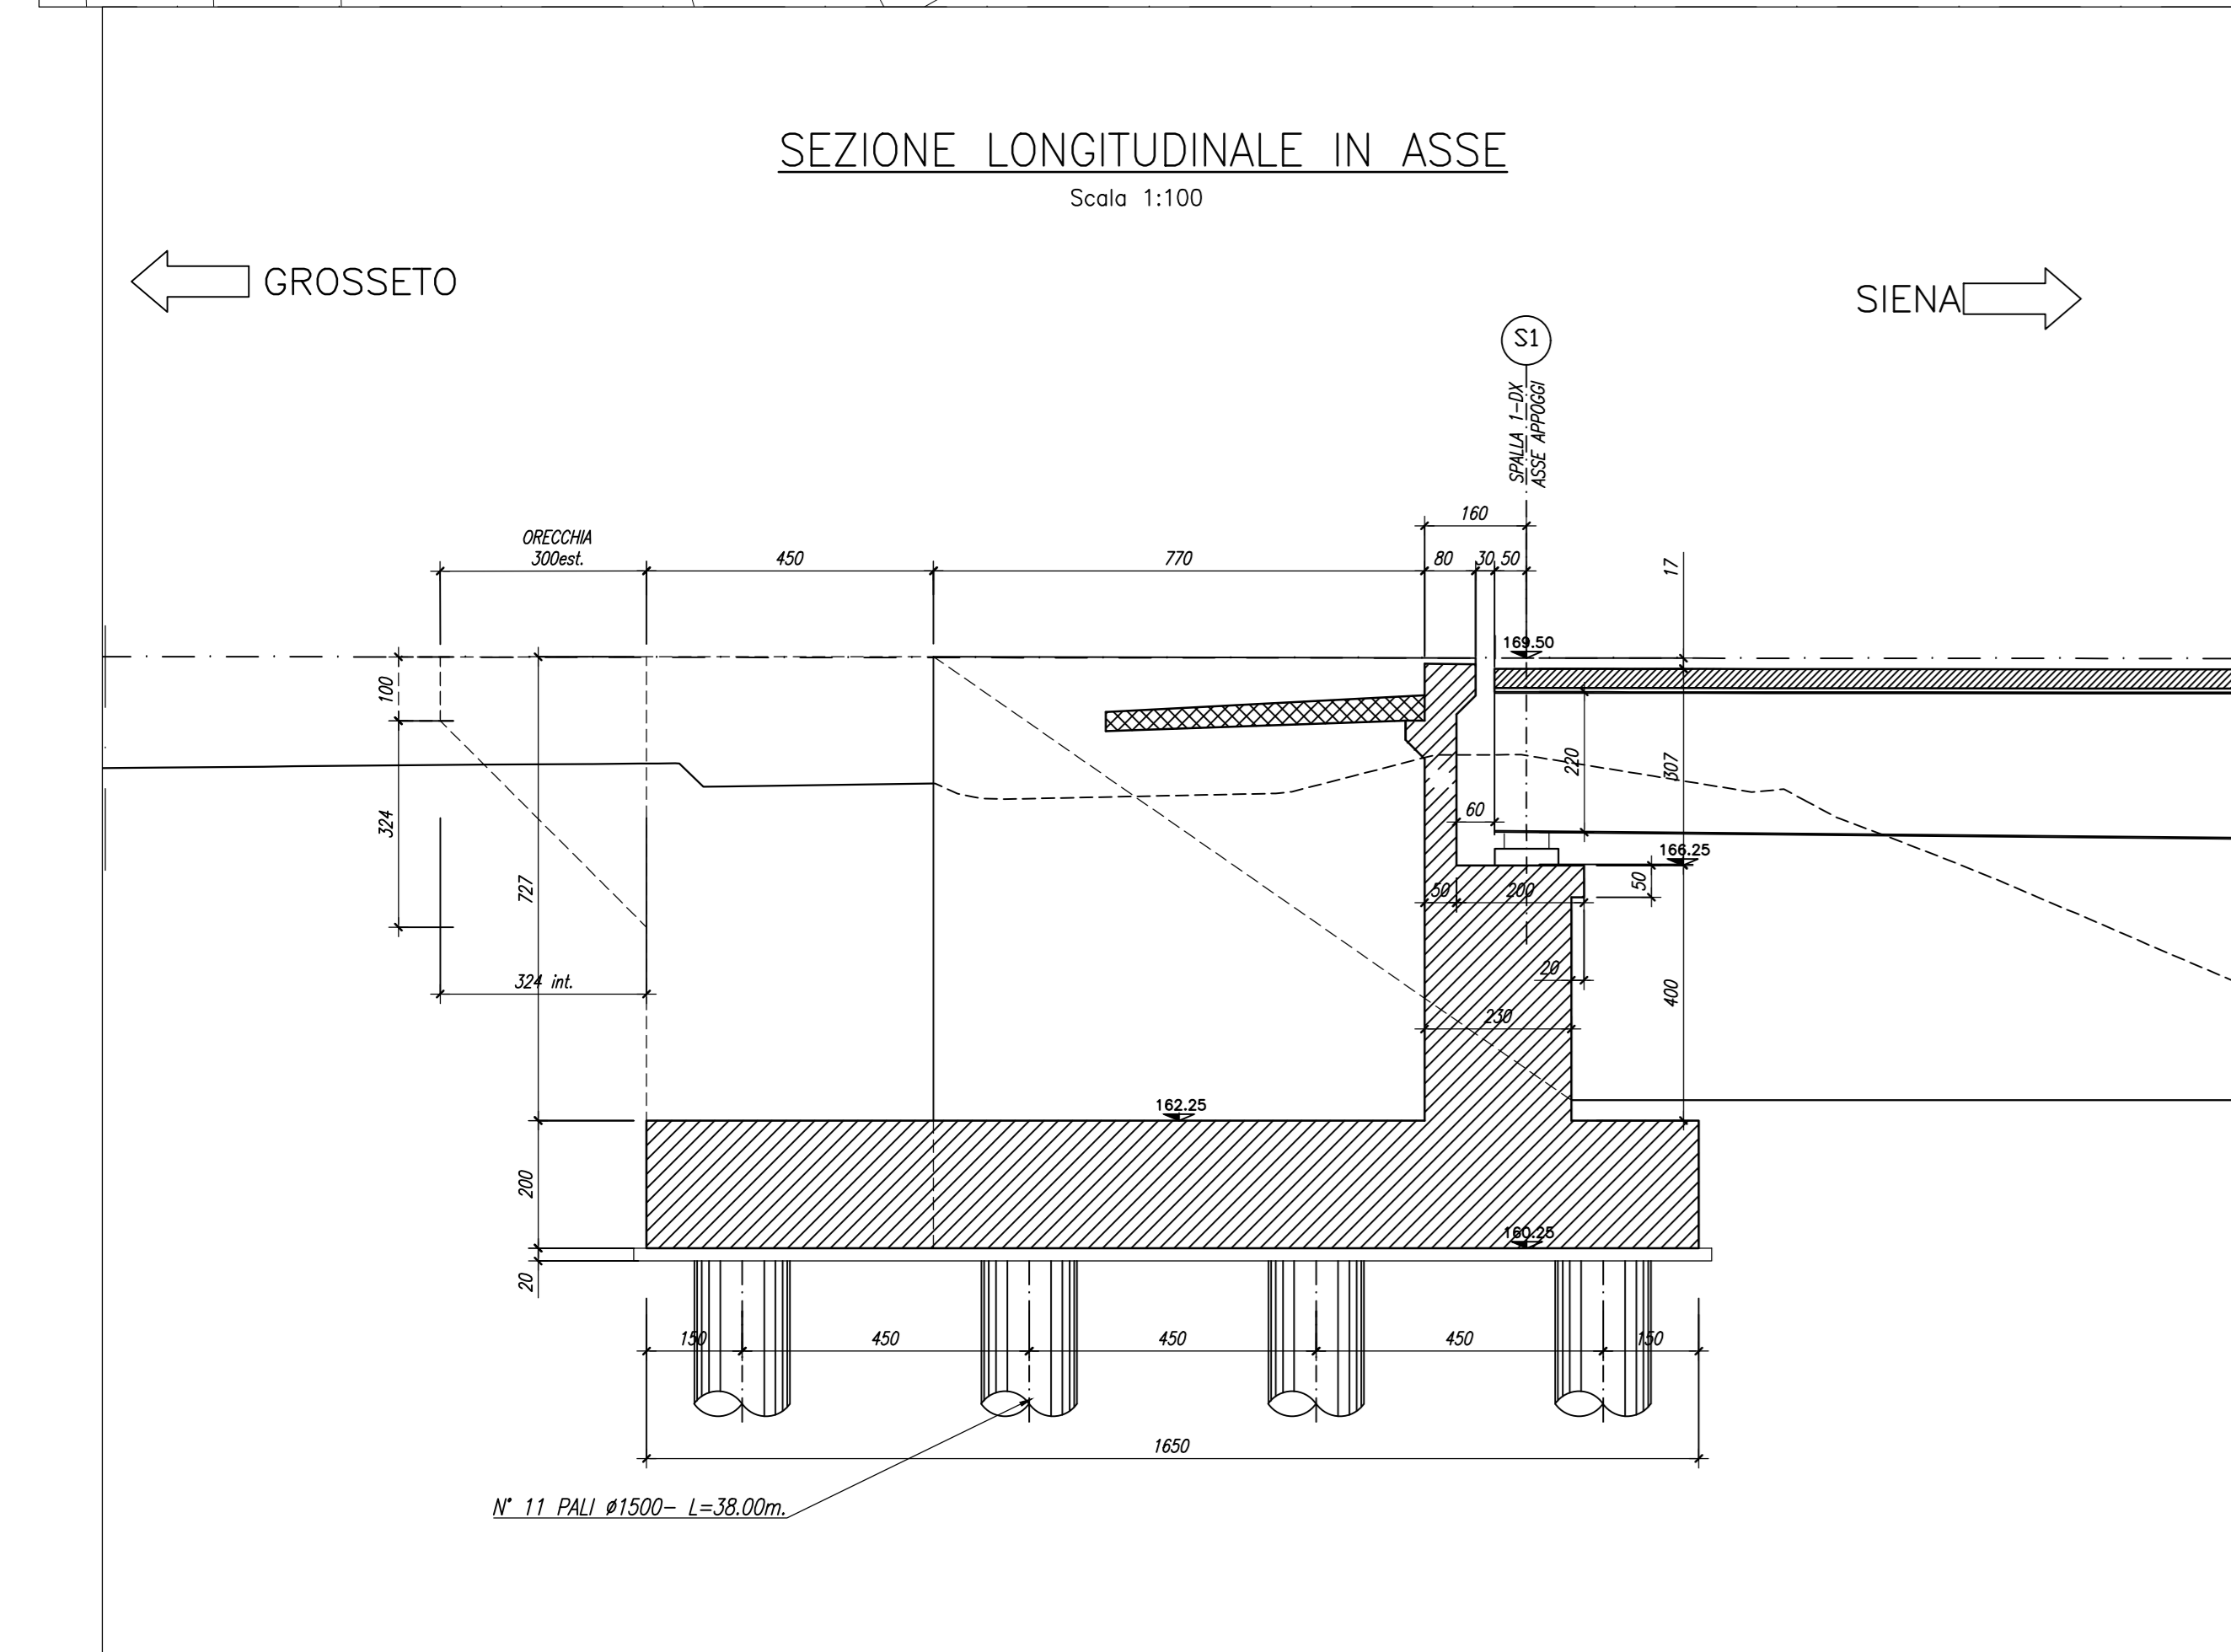 SEZIONE LONGITUDINALE IN ASSE
Scala 1:100
GROSSETO
SIENA
S1
SPALLA 1-DX
ASSE APPOGGI
160
ORECCHIA
300est.
450
770
80
30
50
17
169.50
100
220
307
324
60
166.25
727
50
200
50
324 int.
20
400
230
162.25
200
160.25
20
150
450
450
450
150
1650
N° 11 PALI ø1500- L=38.00m.